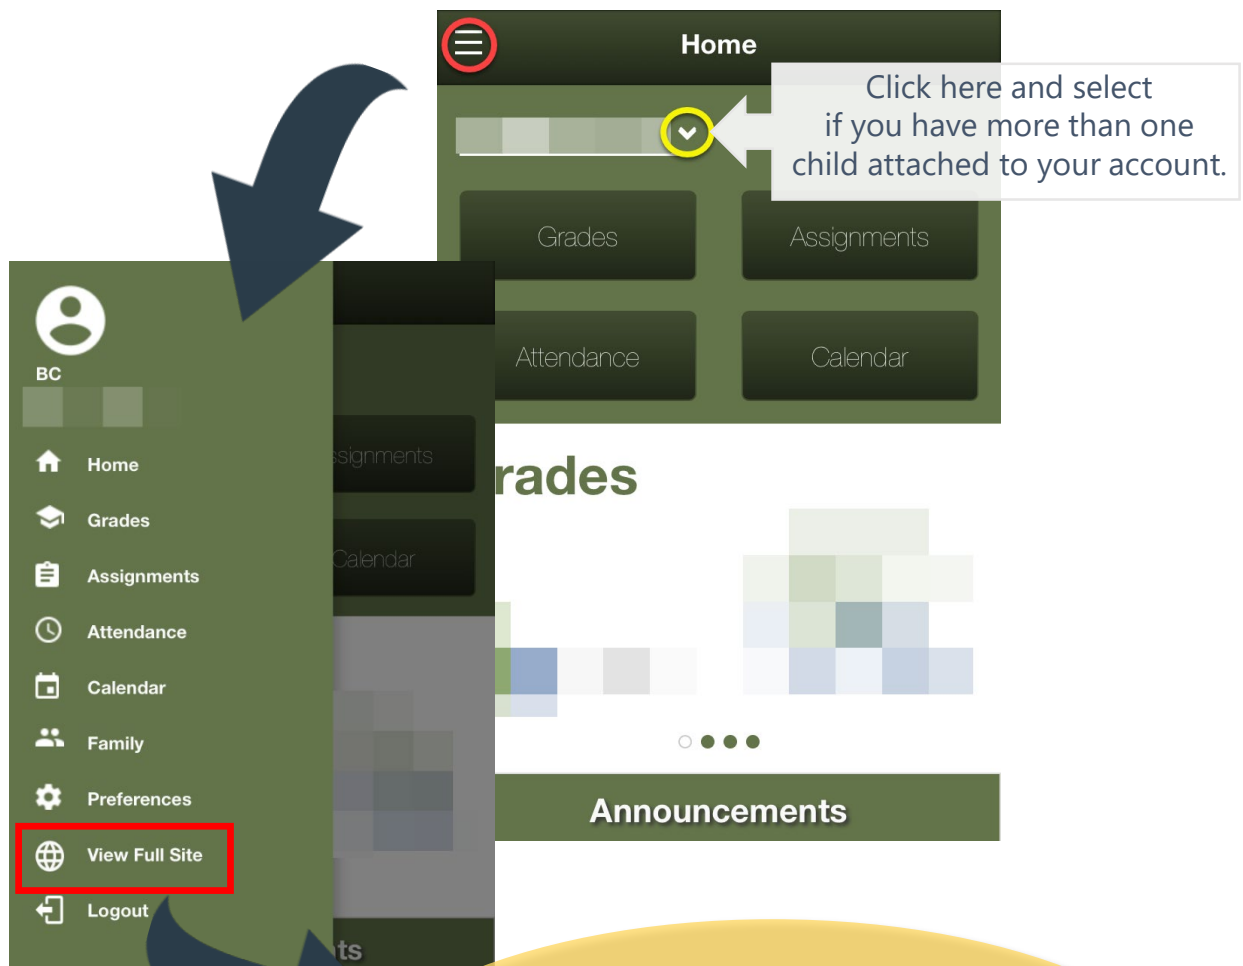 Home
Click here and select
if you have more than one
child attached to your account.
Grades
Assignments
Attendance
Calendar
rades
Announcements
BC
Home
Grades
Assignments
Attendance
Calendar
Family
Preferences
View Full Site
Logout
ssignments
Calendar
ts